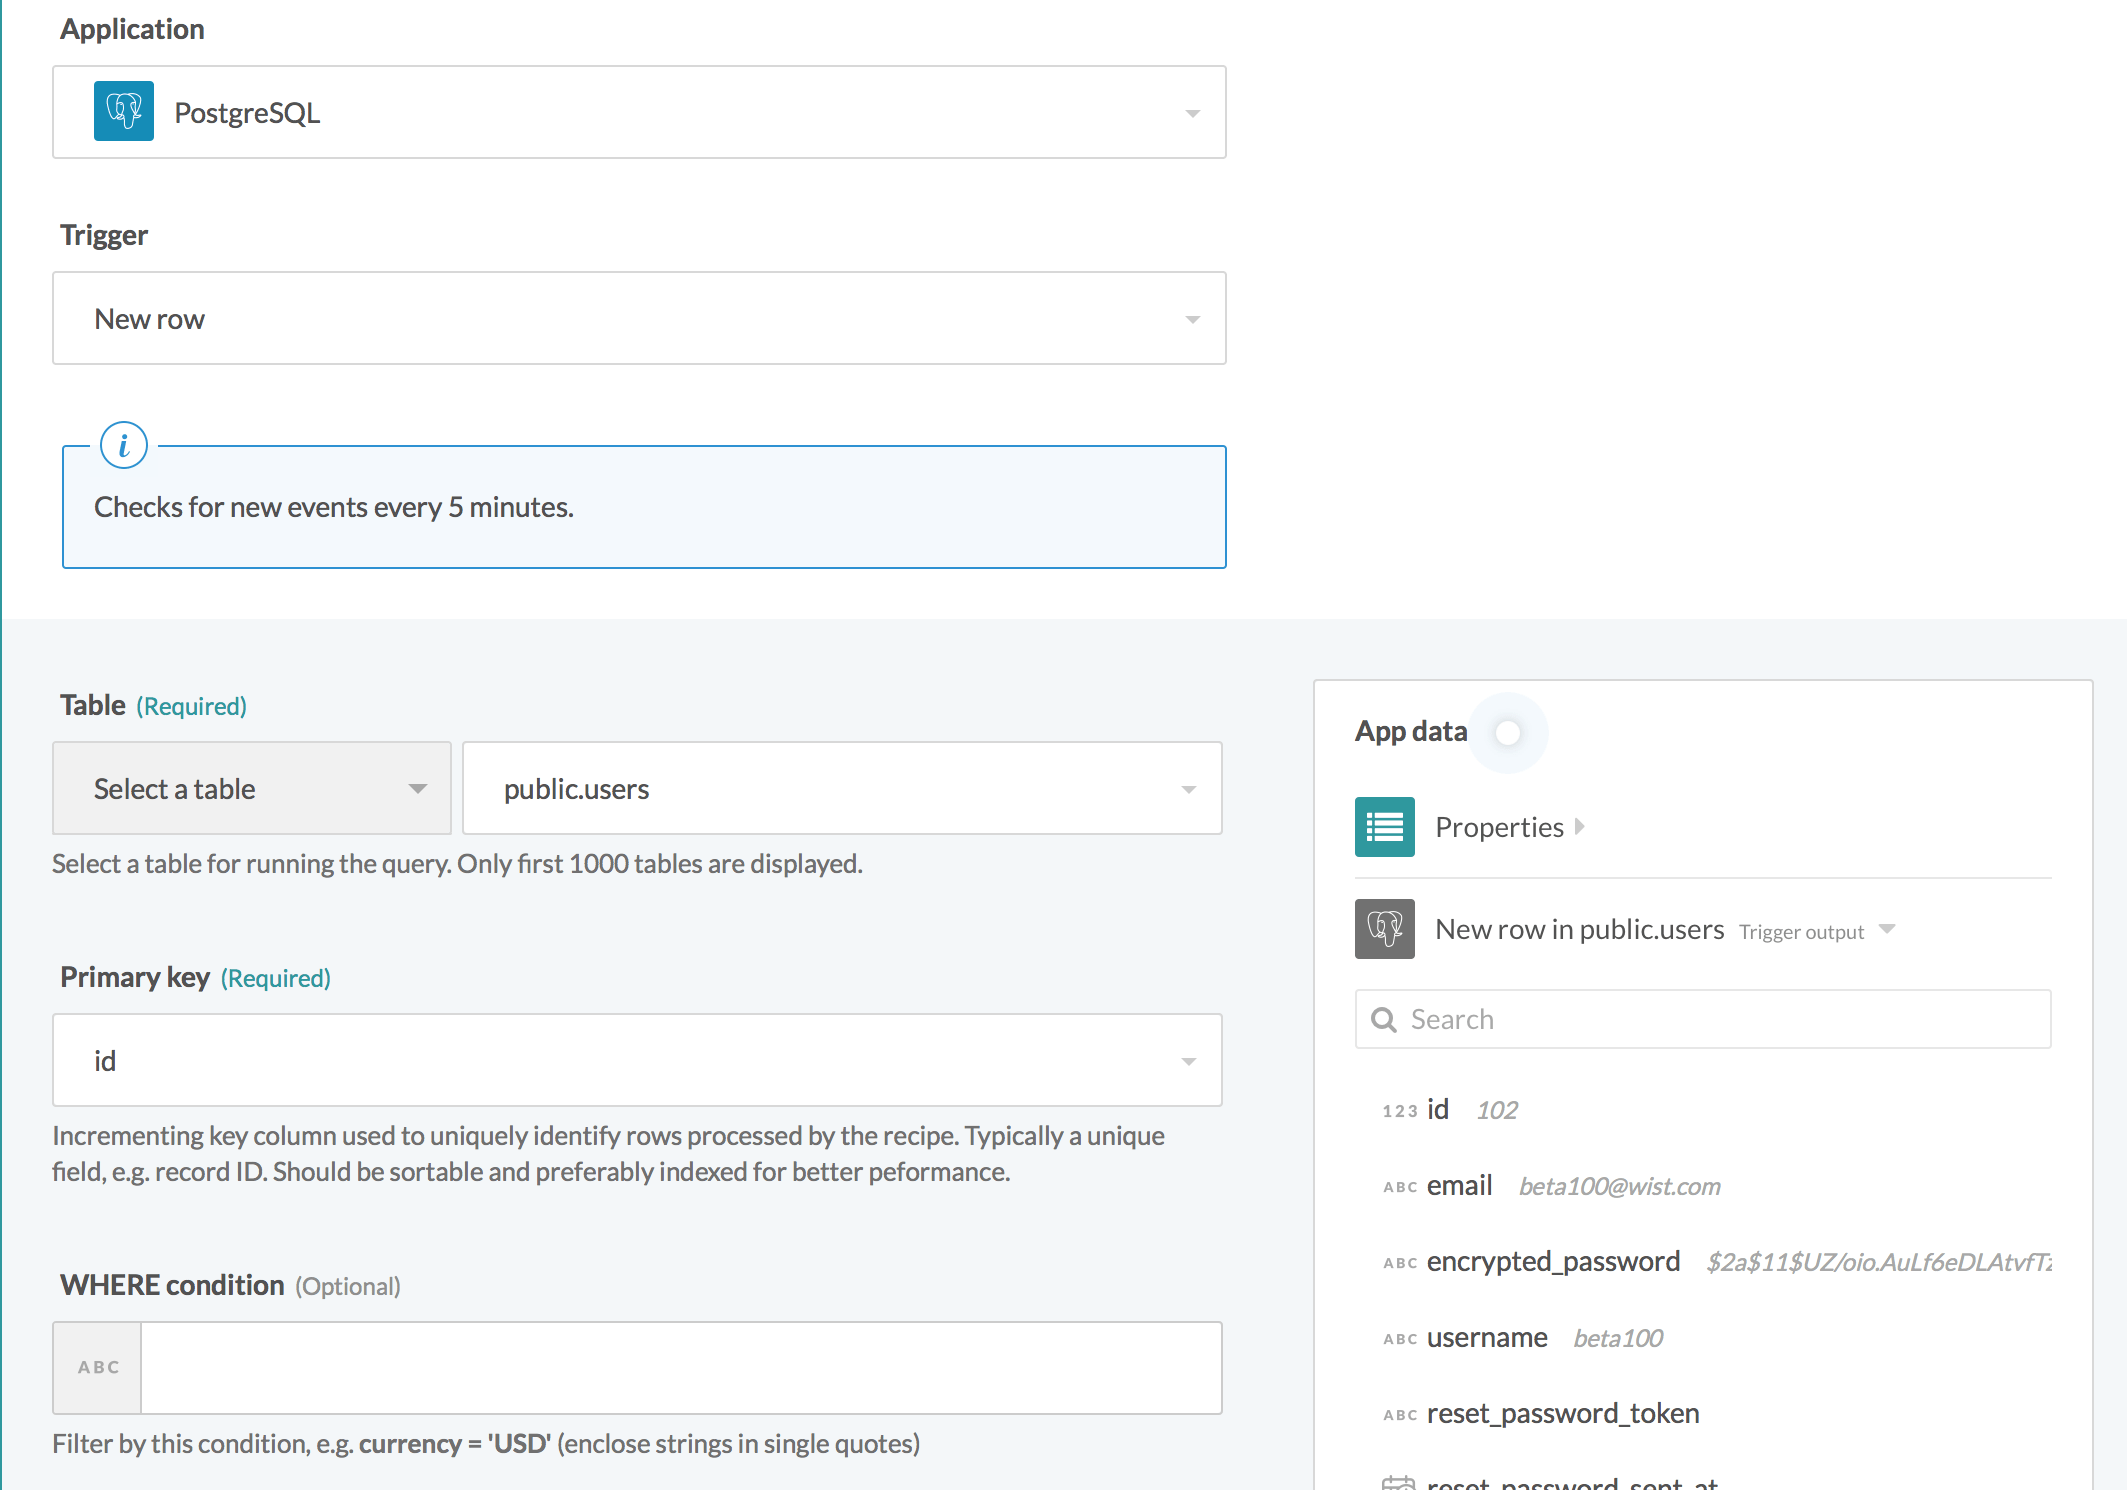 Application
PostgreSQL
Trigger
New row
i
Checks for new events every 5 minutes.
Table (Required)
Select a table
public.users
Select a table for running the query. Only first 1000 tables are displayed.
Primary key (Required)
id
Incrementing key column used to uniquely identify rows processed by the recipe. Typically a unique
field, e.g. record ID. Should be sortable and preferably indexed for better peformance.
WHERE condition (Optional)
ABC
Filter by this condition, e.g. currency = 'USD' (enclose strings in single quotes)
App data
Properties
New row in public.users Trigger output
Search
123 id 102
ABC email beta100@wist.com
ABC encrypted_password $2a$11$UZ/oio.AuLf6eDLAtvfTz
ABC username beta100
ABC reset_password_token
reset_password_sent_at